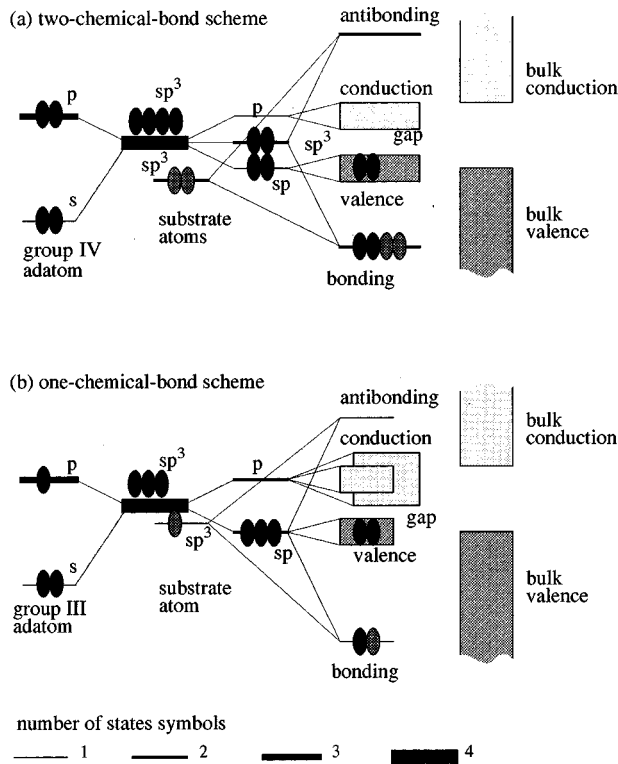 (a) two-chemical-bond scheme
antibonding
p
sp3
conduction
bulk
conduction
p
sp3
gap
sp3
sp
s
valence
group IV
adatom
substrate
atoms
bulk
valence
bonding
(b) one-chemical-bond scheme
antibonding
p
sp3
conduction
bulk
conduction
p
gap
sp3
sp
valence
s
group III
adatom
substrate
atom
bulk
valence
bonding
number of states symbols
1 2 3 4